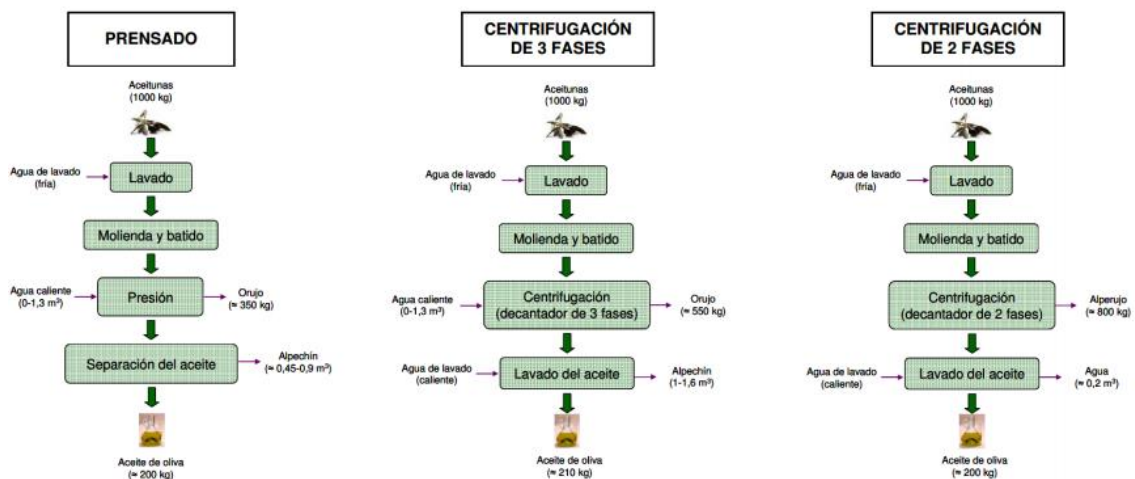 PRENSADO
Aceitunas
(1000 kg)
Agua de lavado
(fria)
Lavado
Molienda y batido
Agua caliente
(0-1,3 m³)
Presión
Orujo
(≈ 350 kg)
Separación del aceite
Alpechín
(≈ 0,45-0,9 m³)
Aceite de oliva
(≈ 200 kg)
CENTRIFUGACIÓN
DE 3 FASES
Aceitunas
(1000 kg)
Agua de lavado
(fria)
Lavado
Molienda y batido
Agua caliente
(0-1,3 m³)
Centrifugación
(decantador de 3 fases)
Orujo
(≈ 550 kg)
Agua de lavado
(caliente)
Lavado del aceite
Alpechín
(1-1,6 m³)
Aceite de oliva
(≈ 210 kg)
CENTRIFUGACIÓN
DE 2 FASES
Aceitunas
(1000 kg)
Agua de lavado
(fria)
Lavado
Molienda y batido
Centrifugación
(decantador de 2 fases)
Alperujo
(≈ 800 kg)
Agua de lavado
(caliente)
Lavado del aceite
Agua
(≈ 0,2 m³)
Aceite de oliva
(≈ 200 kg)